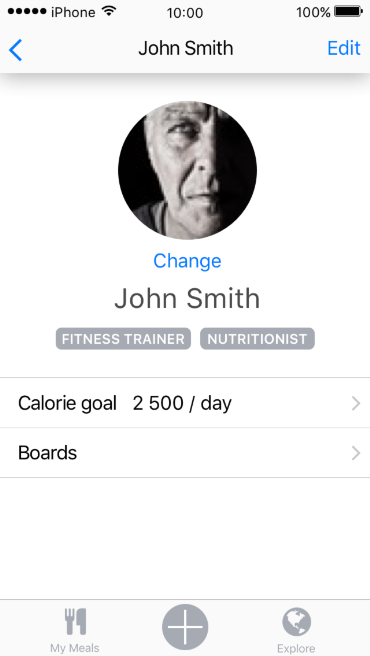 iPhone 10:00 100%
John Smith Edit
Change
John Smith
FITNESS TRAINER NUTRITIONIST
Calorie goal 2 500 / day
Boards
My Meals Explore